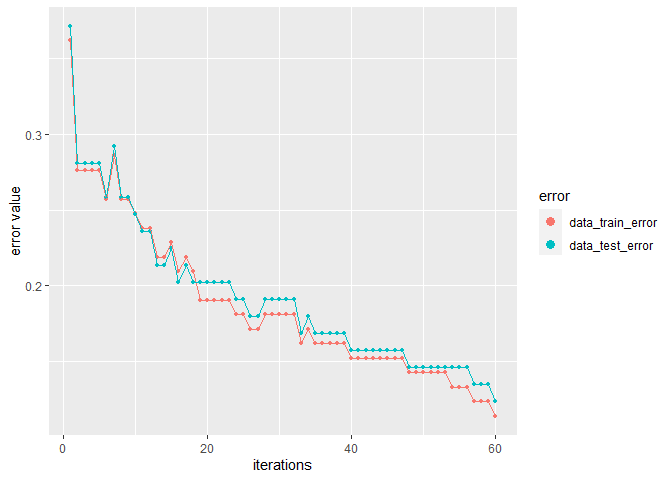 error value
0.3
0.2
0
20
40
60
iterations
error
data_train_error
data_test_error